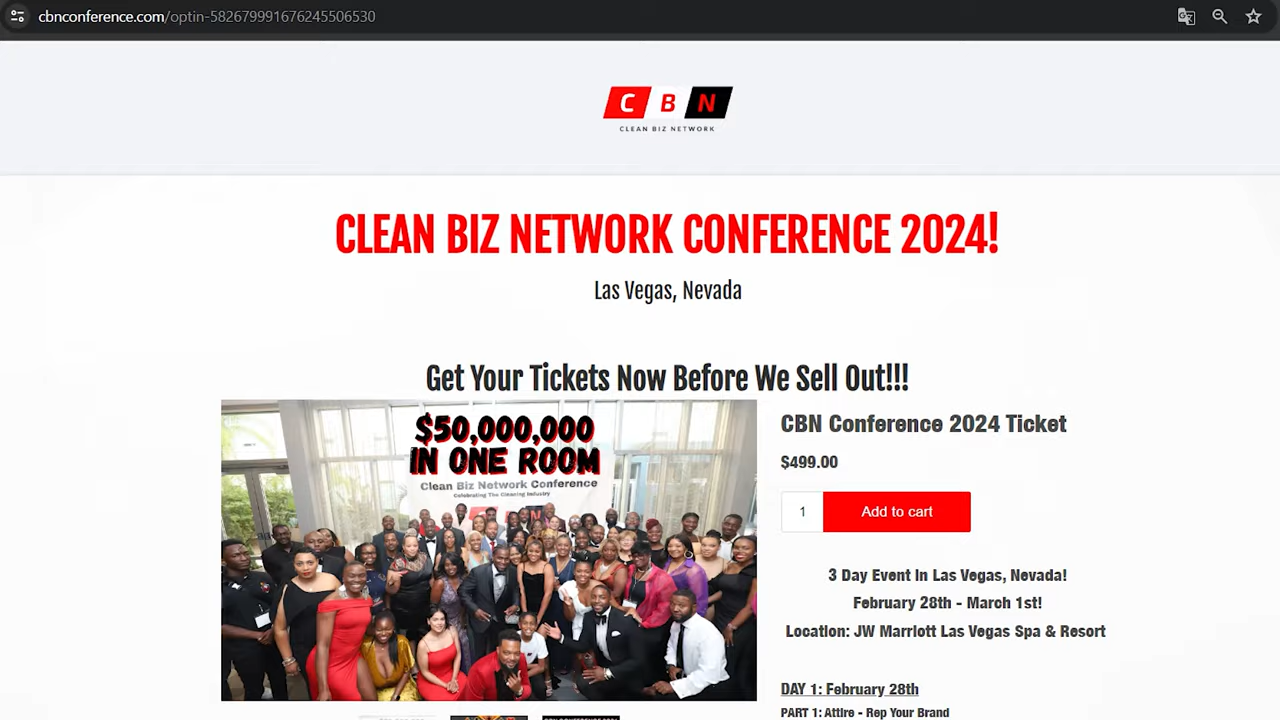 cbnconference.com/optin-582679991676245506530
C B N
CLEAN BIZ NETWORK
CLEAN BIZ NETWORK CONFERENCE 2024!
Las Vegas, Nevada
Get Your Tickets Now Before We Sell Out!!!
$50,000,000
IN ONE ROOM
Clean Biz Network Conference
Celebrating The Cleaning Industry
CBN Conference 2024 Ticket
$499.00
1
Add to cart
3 Day Event In Las Vegas, Nevada!
February 28th - March 1st!
Location: JW Marriott Las Vegas Spa & Resort
DAY 1: February 28th
PART 1: Attire - Rep Your Brand